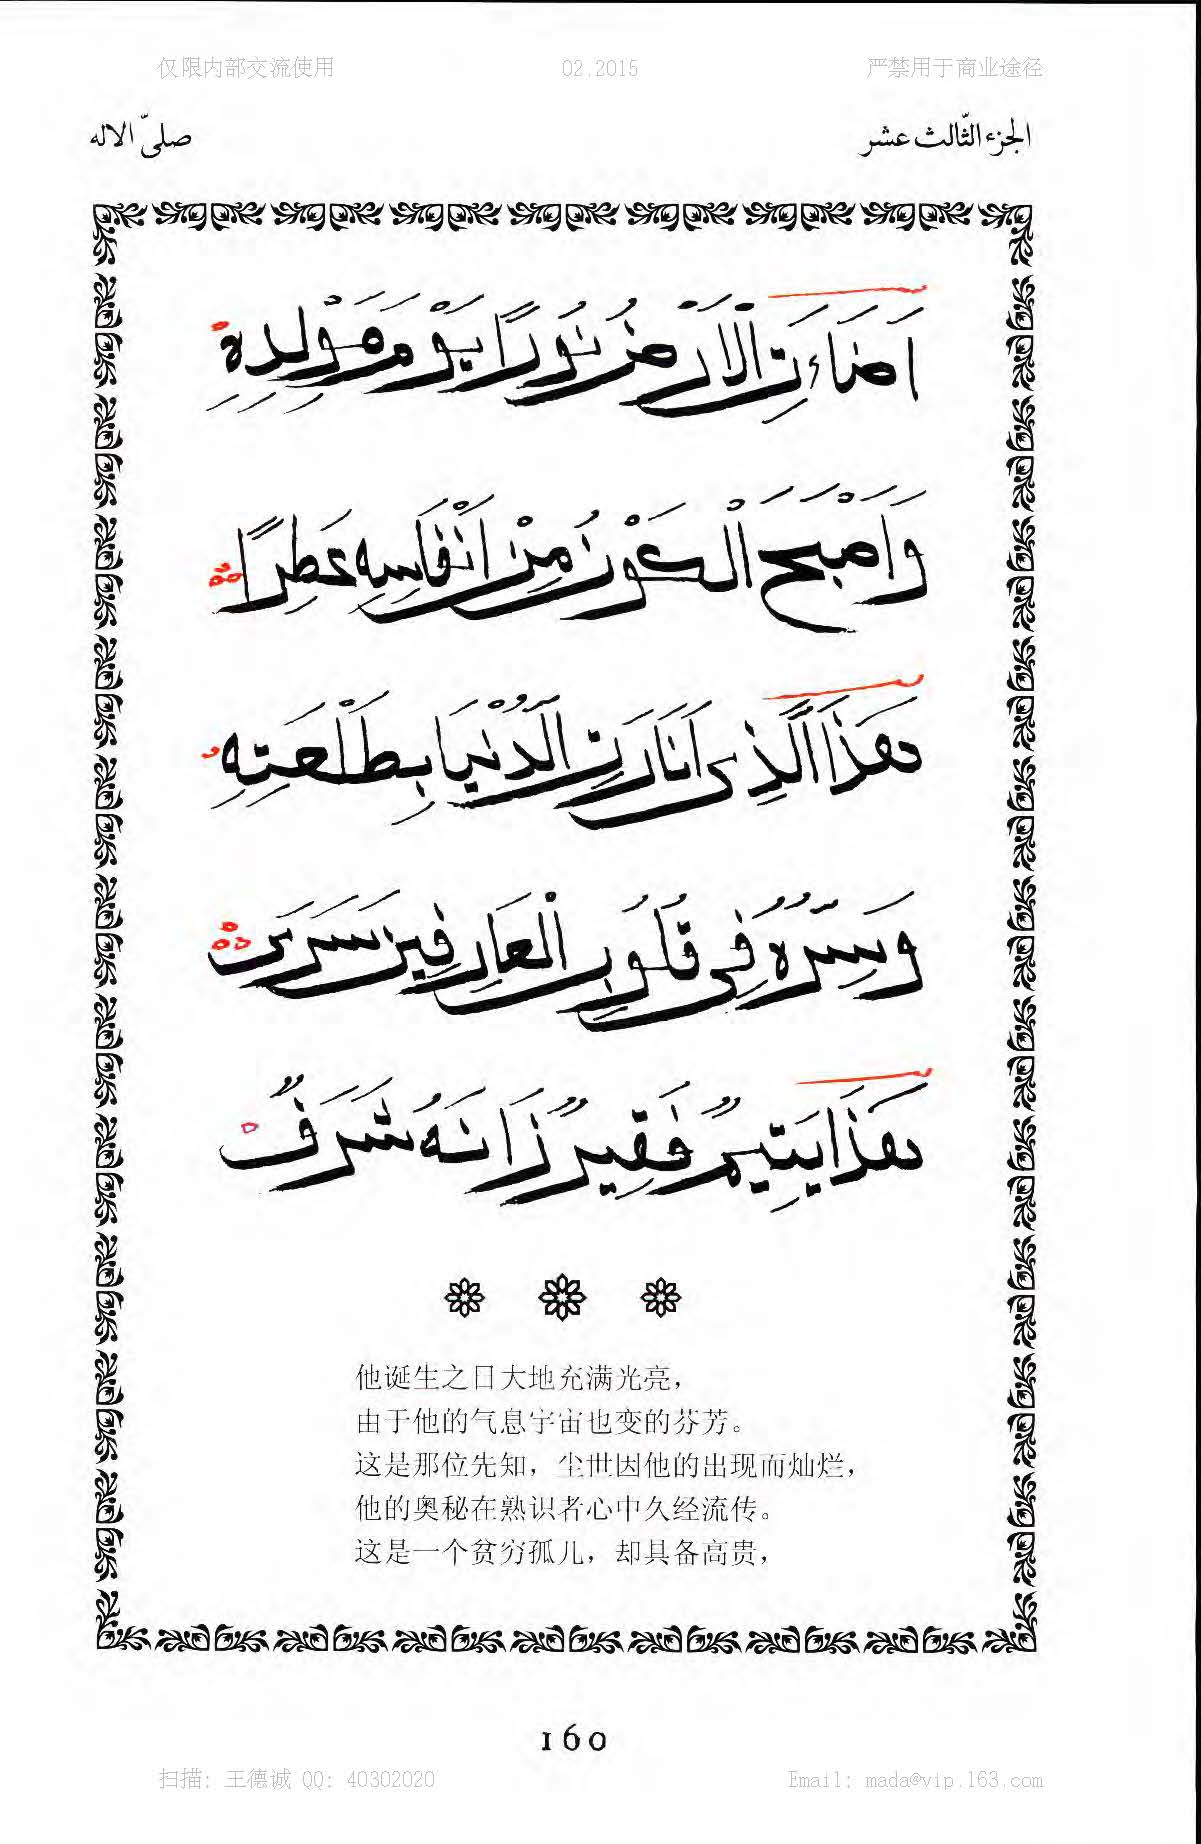 仅限内部交流使用 02.2015 严禁用于商业途径
الجزء الثّالث عشر صلىّ الاله
اَضَاءَتِ الْاَرْضُ نُورًا يَوْمَ مَوْلِدِهِ
وَاَصْبَحَ الْكَوْنُ مِنْ اَنْفَاسِهِ عَطِرًا
هَذَا الَّذِى اَنَارَتِ الدُّنْيَا بِطَلْعَتِهِ
وَسِرُّهُ فِى قُلُوبِ الْعَارِفِينَ سَرَى
هَذَا يَتِيمٌ فَقِيرٌ زَانَهُ شَرَفٌ
他诞生之日大地充满光亮，
由于他的气息宇宙也变的芬芳。
这是那位先知，尘世因他的出现而灿烂，
他的奥秘在熟识者心中久经流传。
这是一个贫穷孤儿，却具备高贵，
160
扫描: 王德诚 QQ: 40302020 Email: mada@vip.163.com